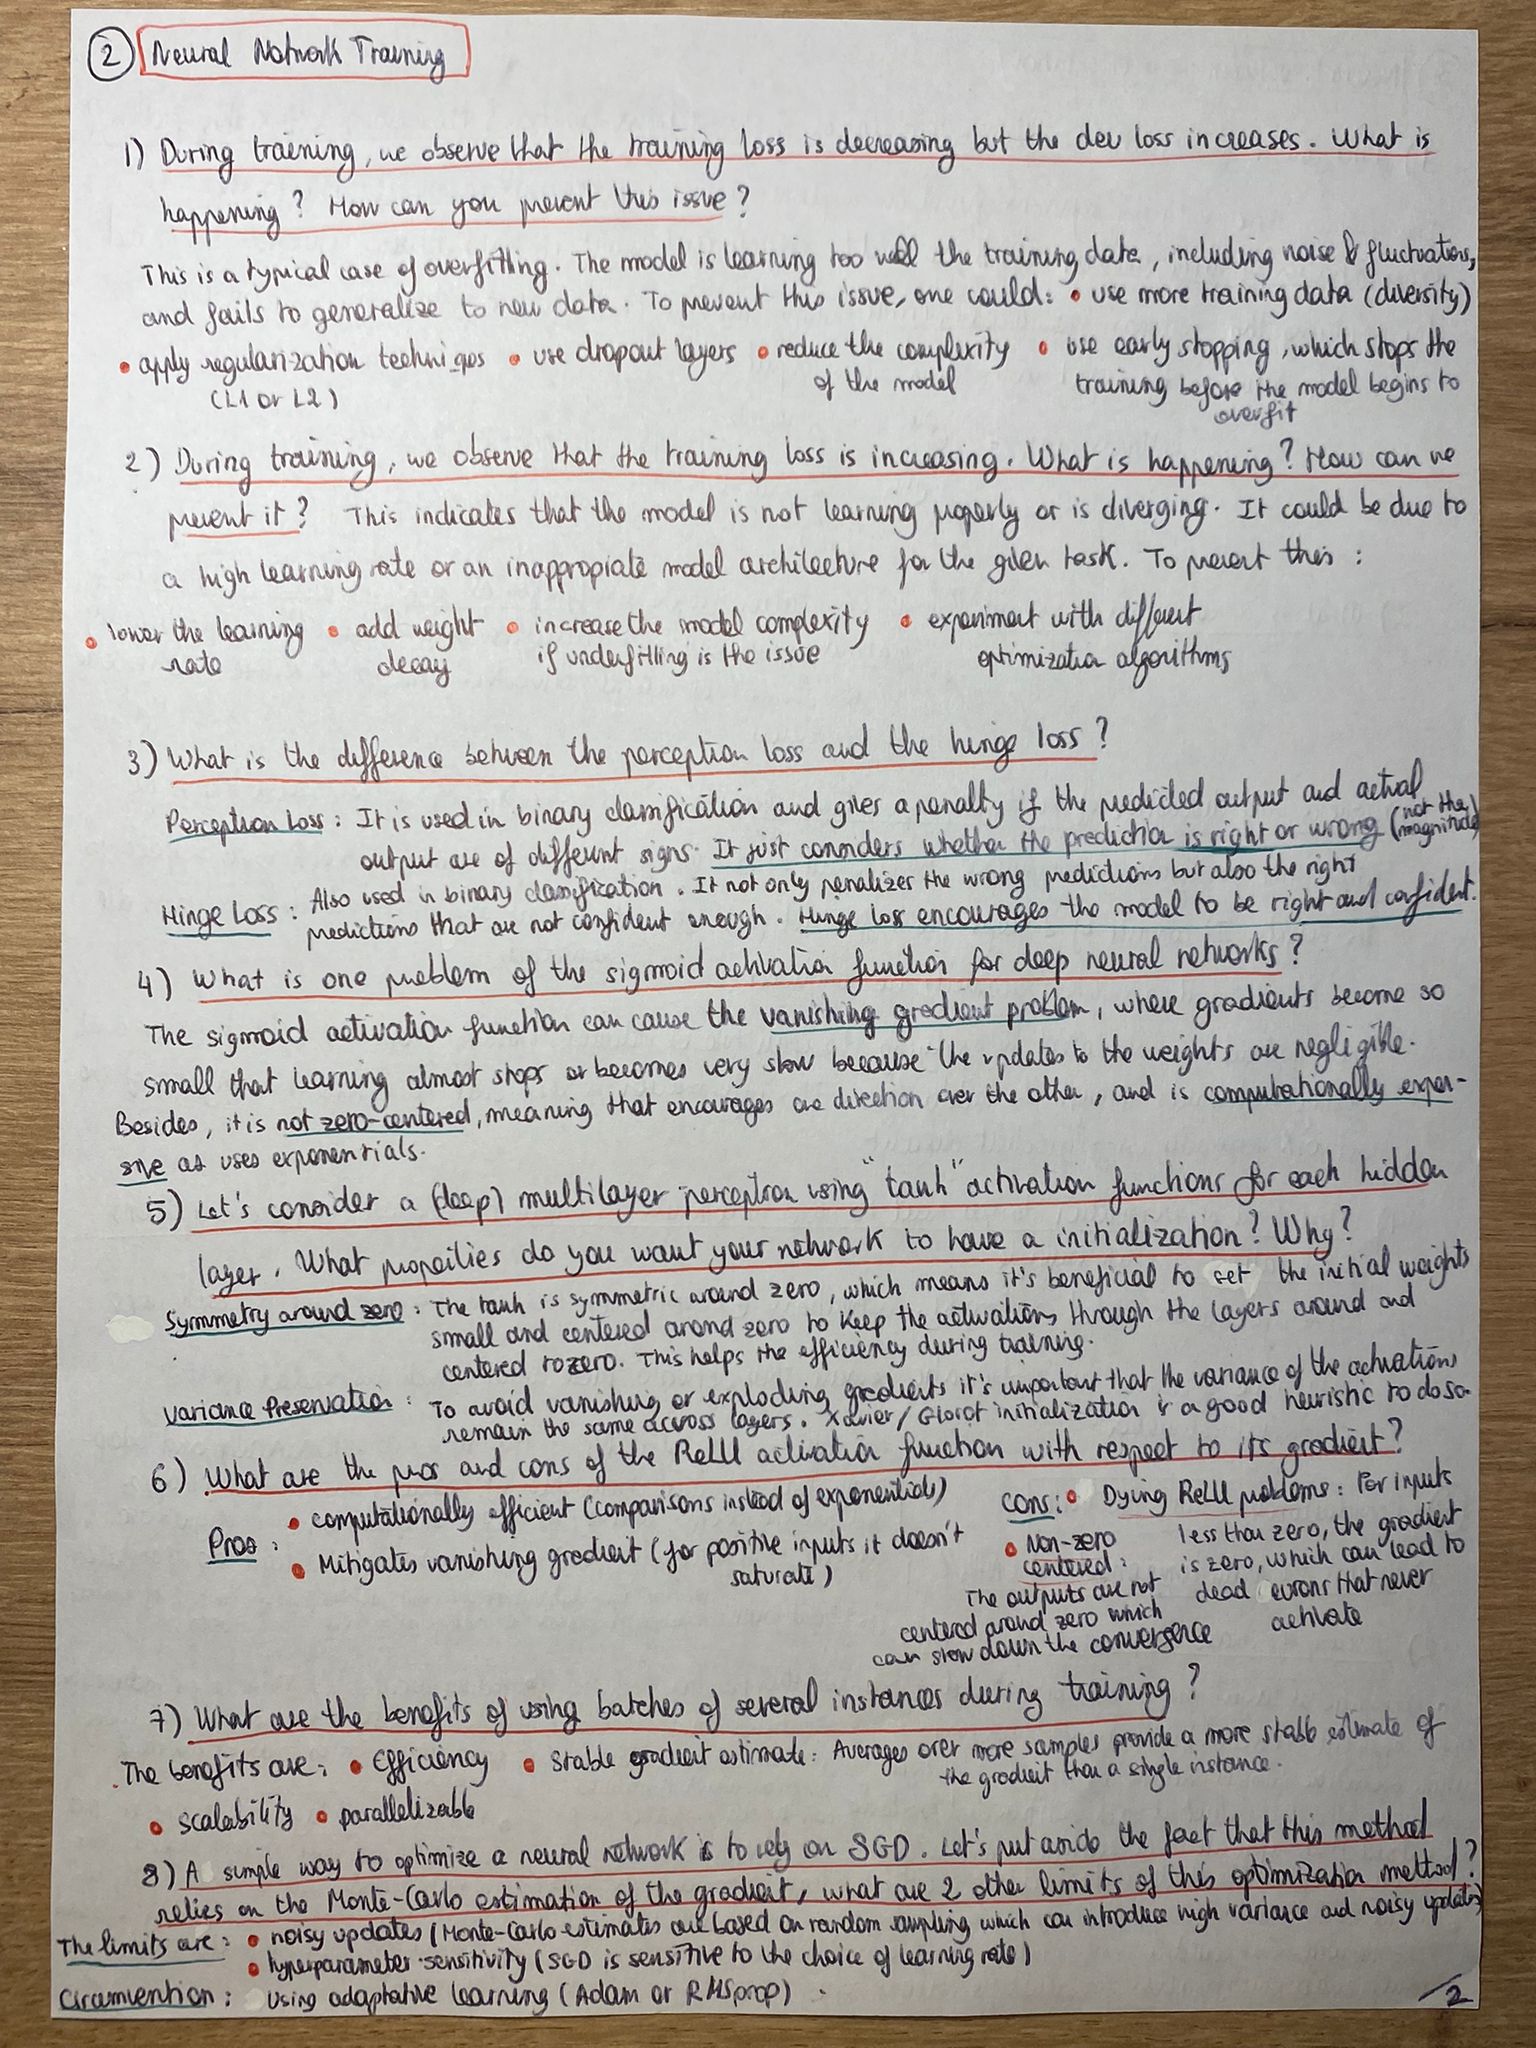 2 Neural Network Training
1) During training, we observe that the training loss is decreasing but the dev loss increases. What is
happening? How can you prevent this issue?
This is a typical case of overfitting. The model is learning too well the training data, including noise & fluctuations,
and fails to generalize to new data. To prevent this issue, one could: • use more training data (diversity)
• apply regularization techniqes • use dropout layers • reduce the complexity • use early stopping, which stops the
(L1 or L2) of the model training before the model begins to
overfit
2) During training, we observe that the training loss is increasing. What is happening? How can we
prevent it? This indicates that the model is not learning properly or is diverging. It could be due to
a high learning rate or an inappropiate model architecture for the given task. To prevent this :
• lower the learning • add weight • increase the model complexity • experiment with different
rate decay if underfitting is the issue optimization algorithms
3) What is the difference between the perception loss and the hinge loss?
Perception Loss : It is used in binary classification and gives a penalty if the predicted output and actual
output are of different signs. It just considers whether the prediction is right or wrong (not the
magnitude)
Hinge Loss : Also used in binary classification. It not only penalizes the wrong predictions but also the right
predictions that are not confident enough. Hinge loss encourages the model to be right and confident.
4) What is one problem of the sigmoid activation function for deep neural networks?
The sigmoid activation function can cause the vanishing gradient problem, where gradients become so
small that learning almost stops or becomes very slow because the updates to the weights are negligible.
Besides, it is not zero-centered, meaning that encourages one direction over the other, and is computationally expen-
sive as uses exponentials.
5) Let's consider a (deep) multilayer perceptron using "tanh" activation functions for each hidden
layer. What properties do you want your network to have a initialization? Why?
Symmetry around zero : The tanh is symmetric around zero, which means it's beneficial to set the initial weights
small and centered around zero to keep the activations through the layers around and
centered to zero. This helps the efficiency during training.
Variance Preservation : To avoid vanishing or exploding gradients it's important that the variance of the activations
remain the same across layers. Xavier/Glorot initialization is a good heuristic to do so.
6) What are the pros and cons of the ReLU activation function with respect to its gradient?
Pros : • computationally efficient (comparisons instead of exponentials)
• Mitigates vanishing gradient (for positive inputs it doesn't
saturate)
Cons: • Dying ReLU problems: For inputs
less than zero, the gradient
is zero, which can lead to
dead eurons that never
activate
• Non-zero
centered:
The outputs are not
centered around zero which
can slow down the convergence
7) What are the benefits of using batches of several instances during training?
The benefits are: • Efficiency • Stable gradient estimate: Averages over more samples provide a more stable estimate of
the gradient than a single instance.
• scalability • parallelizable
8) A simple way to optimize a neural network is to rely on SGD. Let's put aside the fact that this method
relies on the Monte-Carlo estimation of the gradient, what are 2 other limits of this optimization method?
The limits are : • noisy updates (Monte-Carlo estimates are based on random sampling which can introduce high variance and noisy updates)
• hyperparameter sensitivity (SGD is sensitive to the choice of learning rate)
Circumvention : Using adaptative learning (Adam or RMSprop).
2